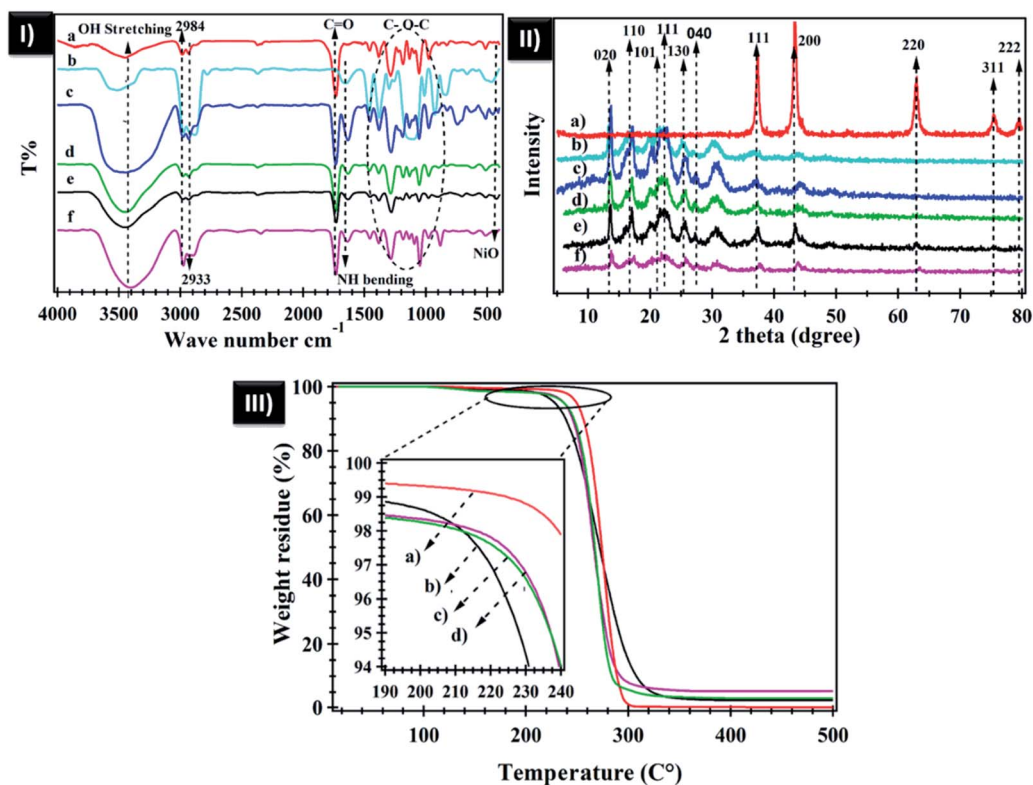 I)
OH Stretching
2984
C=O
C-.O-C
a
b
c
d
e
f
T%
2933
NH bending
NiO
4000 3500 3000 2500 2000 1500 1000 500
Wave number cm-1
II)
020
110
101
111
130
040
111
200
220
311
222
a)
b)
c)
d)
e)
f)
Intensity
10 20 30 40 50 60 70 80
2 theta (dgree)
III)
100
80
60
40
20
0
Weight residue (%)
100
99
98
97
96
95
94
190 200 210 220 230 240
a)
b)
c)
d)
0 100 200 300 400 500
Temperature (C°)